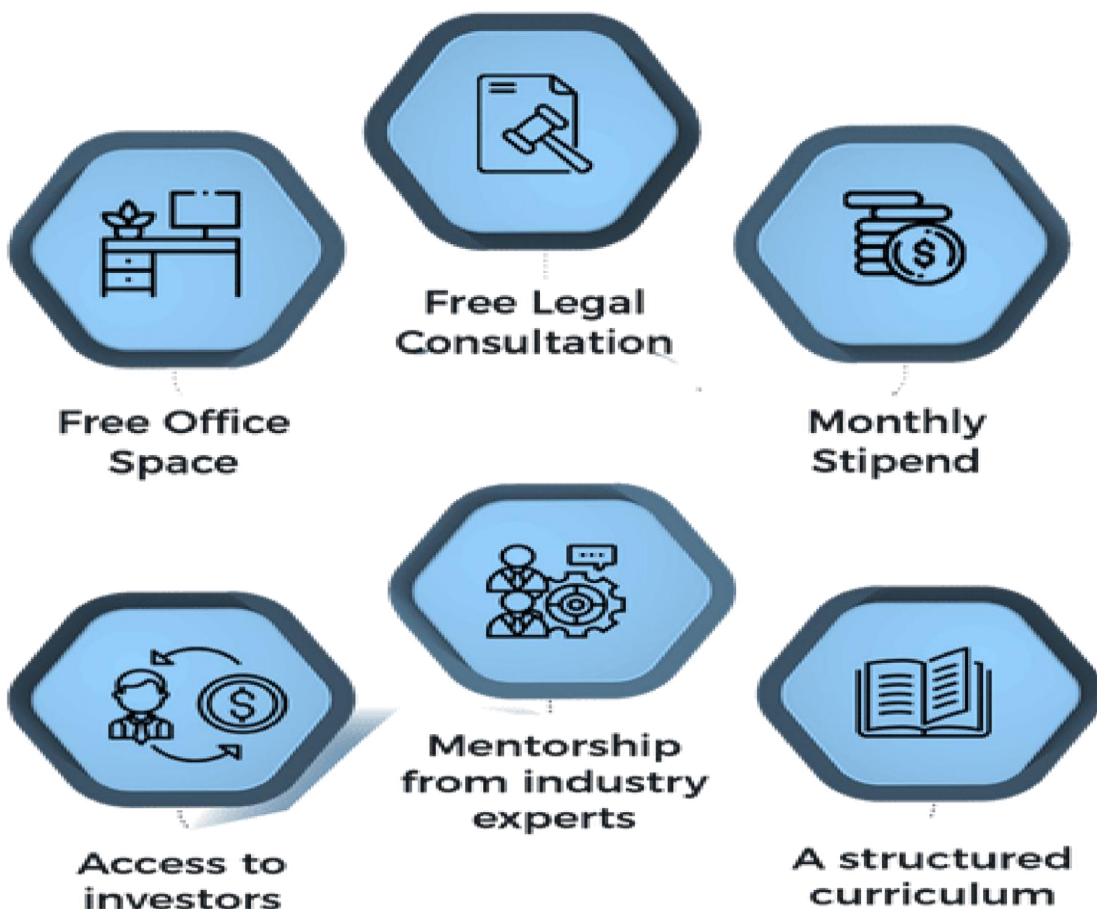 Free Legal
Consultation
Free Office
Space
Monthly
Stipend
Mentorship
from industry
experts
Access to
investors
A structured
curriculum